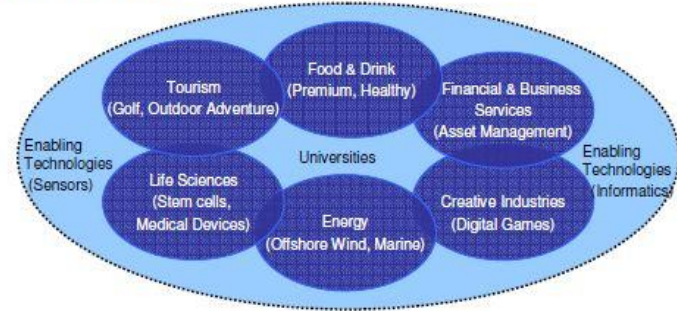 Food & Drink
(Premium, Healthy)
Tourism
(Golf, Outdoor Adventure)
Financial & Business
Services
(Asset Management)
Enabling
Technologies
(Sensors)
Universities
Enabling
Technologies
(Informatics)
Life Sciences
(Stem cells,
Medical Devices)
Energy
(Offshore Wind, Marine)
Creative Industries
(Digital Games)